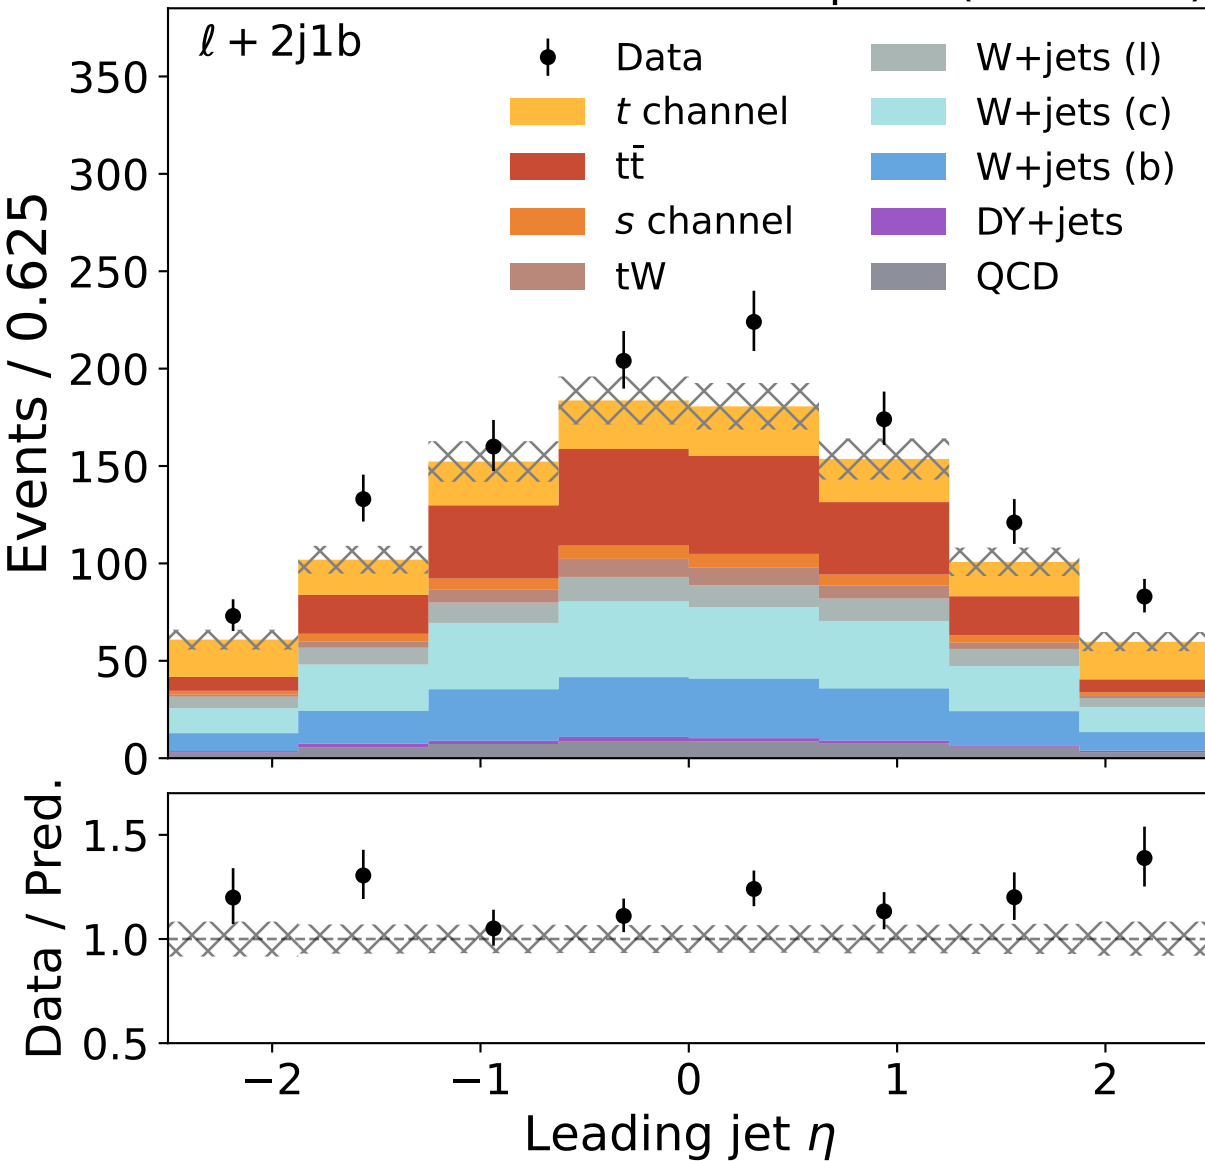 ℓ + 2j1b
Data
t channel
tt̄
s channel
tW
W+jets (l)
W+jets (c)
W+jets (b)
DY+jets
QCD
Events / 0.625
350
300
250
200
150
100
50
0
Data / Pred.
1.5
1.0
0.5
−2 −1 0 1 2
Leading jet η